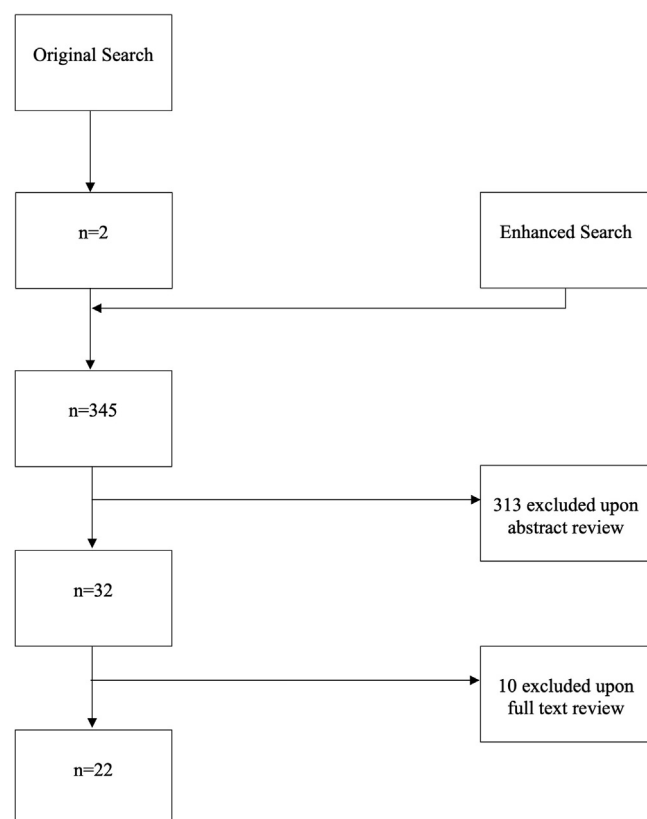 Original Search
n=2
Enhanced Search
n=345
313 excluded upon
abstract review
n=32
10 excluded upon
full text review
n=22